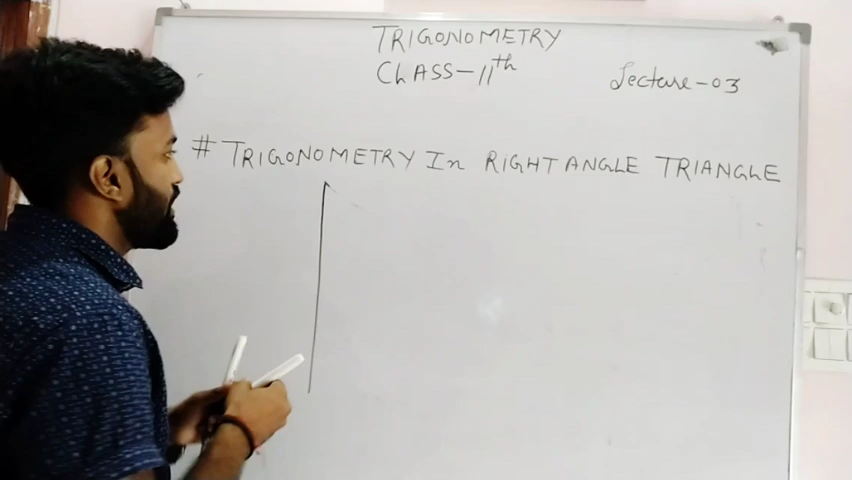 TRIGONOMETRY
CLASS-11th
Lecture-03
# TRIGONOMETRY In RIGHT ANGLE TRIANGLE